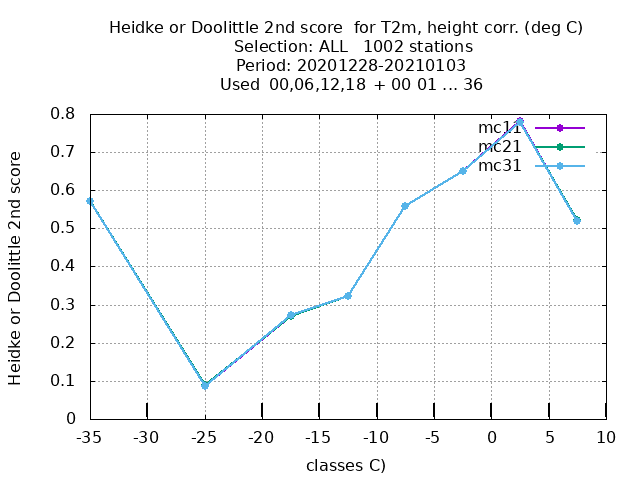 Heidke or Doolittle 2nd score  for T2m, height corr. (deg C)
Selection: ALL   1002 stations
Period: 20201228-20210103
Used  00,06,12,18  + 00 01 ... 36
Heidke or Doolittle 2nd score
0.8
0.7
0.6
0.5
0.4
0.3
0.2
0.1
0
mc11
mc21
mc31
-35 -30 -25 -20 -15 -10 -5 0 5 10
classes C)